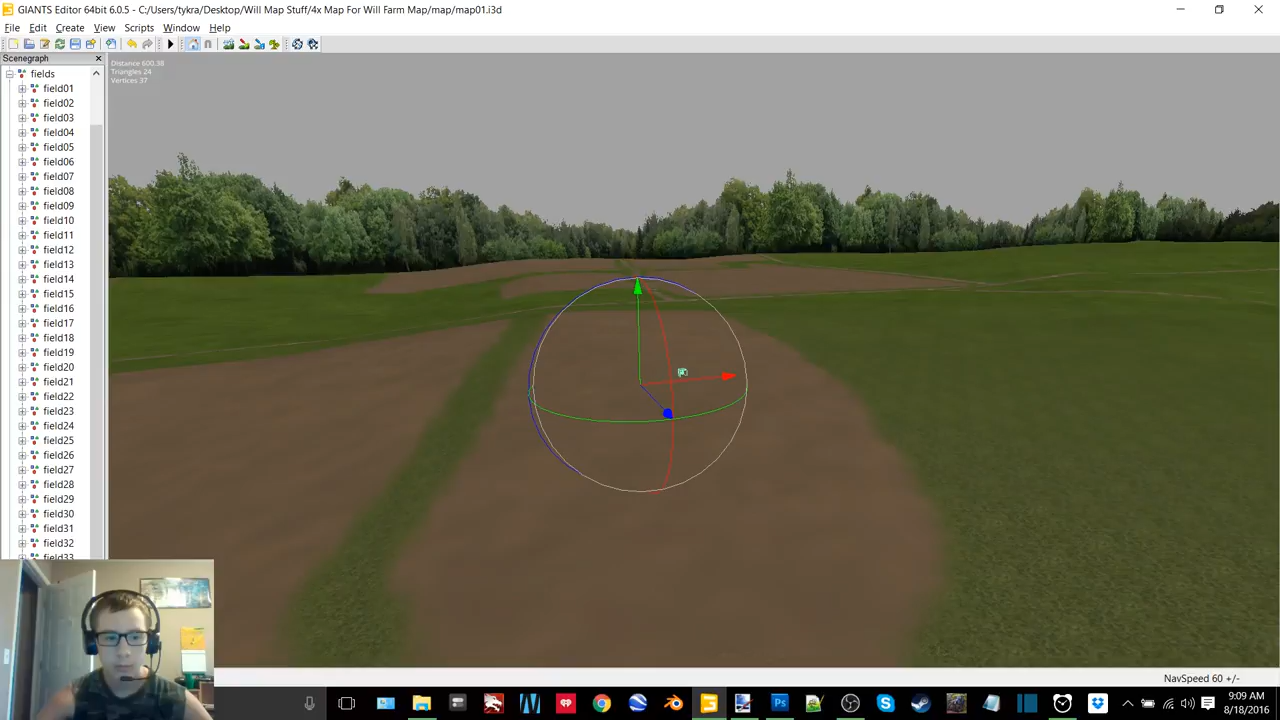 GIANTS Editor 64bit 6.0.5 - C:/Users/tykra/Desktop/Will Map Stuff/4x Map For Will Farm Map/map/map01.i3d
File Edit Create View Scripts Window Help
Scenegraph
Distance 600.38
Triangles 24
Vertices 37
fields
field01
field02
field03
field04
field05
field06
field07
field08
field09
field10
field11
field12
field13
field14
field15
field16
field17
field18
field19
field20
field21
field22
field23
field24
field25
field26
field27
field28
field29
field30
field31
field32
field33
NavSpeed 60 +/-
9:09 AM
8/18/2016